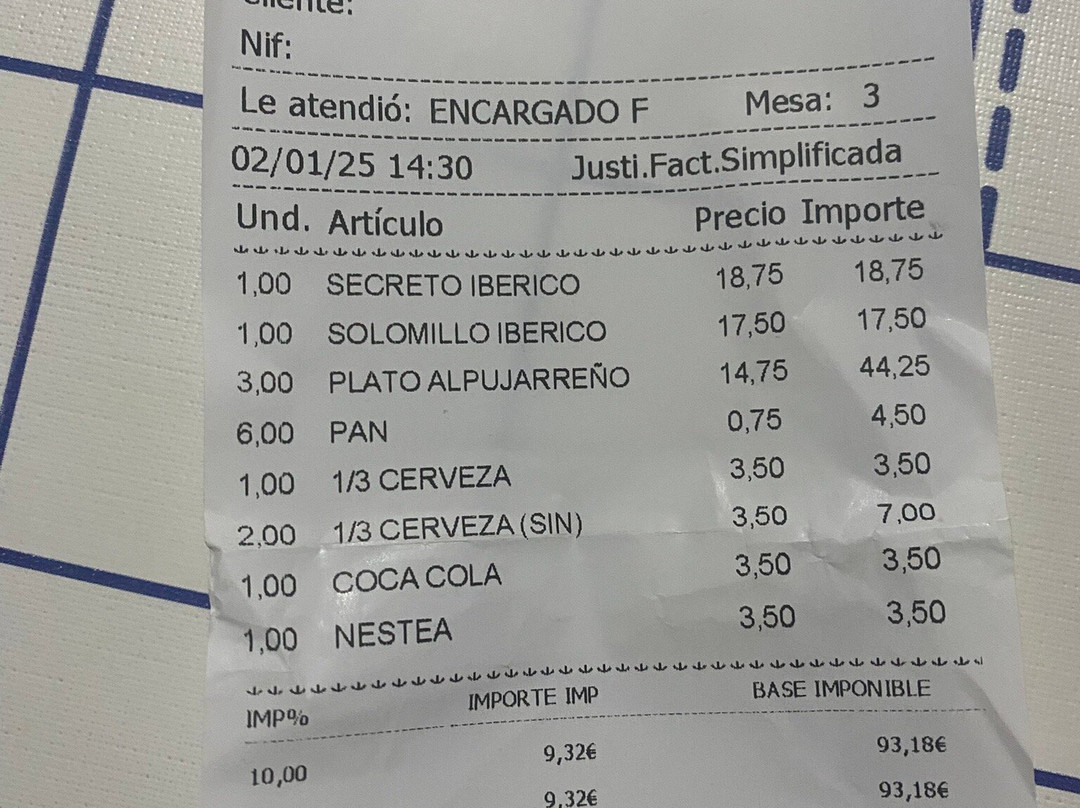 Cliente:
Nif:
Le atendió: ENCARGADO F Mesa: 3
02/01/25 14:30 Justi.Fact.Simplificada
Und. Artículo Precio Importe
1,00 SECRETO IBERICO 18,75 18,75
1,00 SOLOMILLO IBERICO 17,50 17,50
3,00 PLATO ALPUJARREÑO 14,75 44,25
6,00 PAN 0,75 4,50
1,00 1/3 CERVEZA 3,50 3,50
2,00 1/3 CERVEZA (SIN) 3,50 7,00
1,00 COCA COLA 3,50 3,50
1,00 NESTEA 3,50 3,50
IMP% IMPORTE IMP BASE IMPONIBLE
10,00 9,32€ 93,18€
9,32€ 93,18€